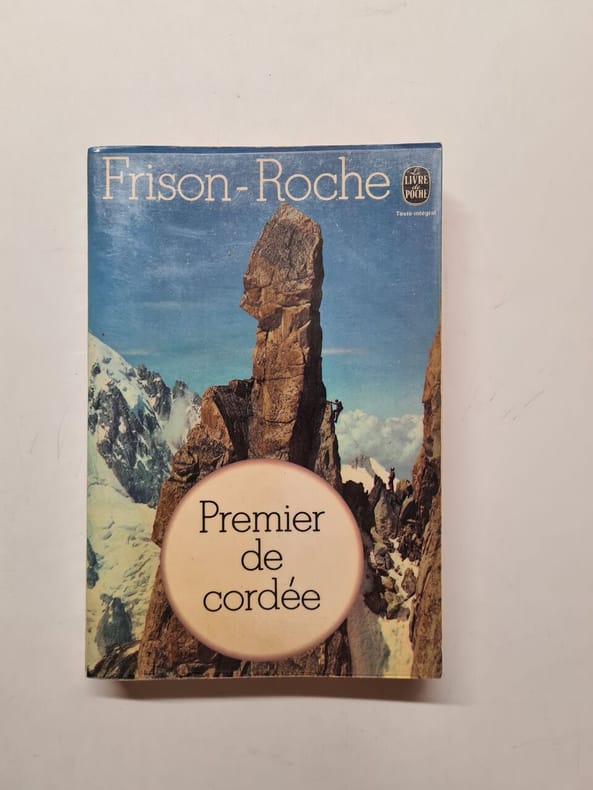 Frison-Roche
Le
LIVRE
de
POCHE
Texte intégral
Premier
de
cordée